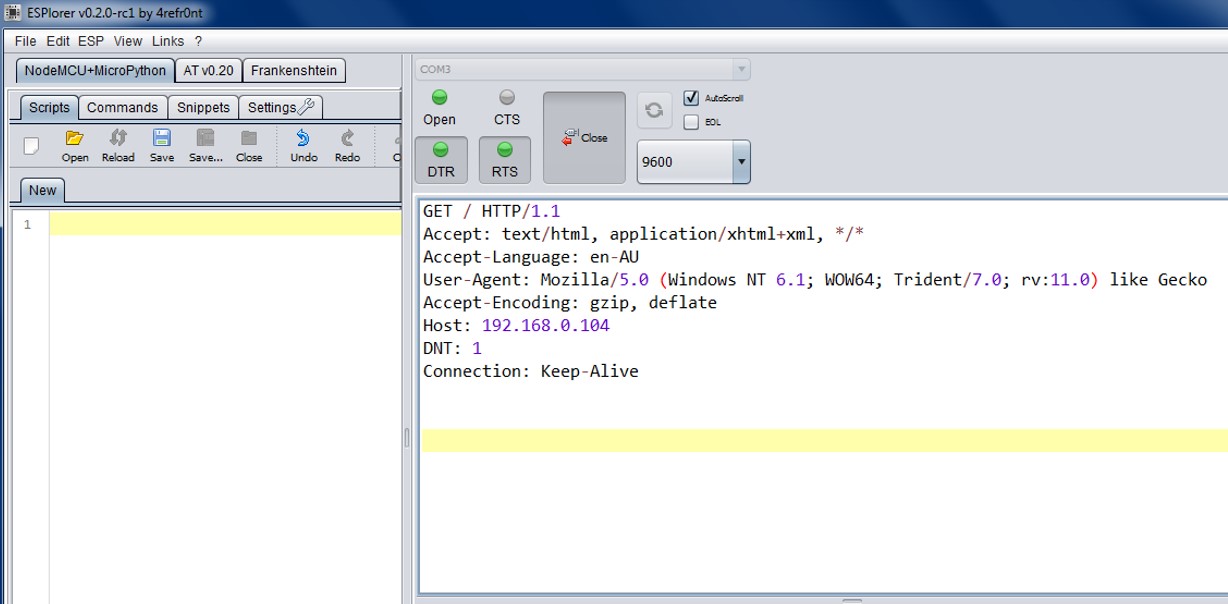 ESPlorer v0.2.0-rc1 by 4refr0nt
File Edit ESP View Links ?
NodeMCU+MicroPython AT v0.20 Frankenshtein
Scripts Commands Snippets Settings
Open Reload Save Save... Close Undo Redo
New
1
COM3
Open CTS Close AutoScroll
EOL
DTR RTS 9600
GET / HTTP/1.1
Accept: text/html, application/xhtml+xml, */*
Accept-Language: en-AU
User-Agent: Mozilla/5.0 (Windows NT 6.1; WOW64; Trident/7.0; rv:11.0) like Gecko
Accept-Encoding: gzip, deflate
Host: 192.168.0.104
DNT: 1
Connection: Keep-Alive